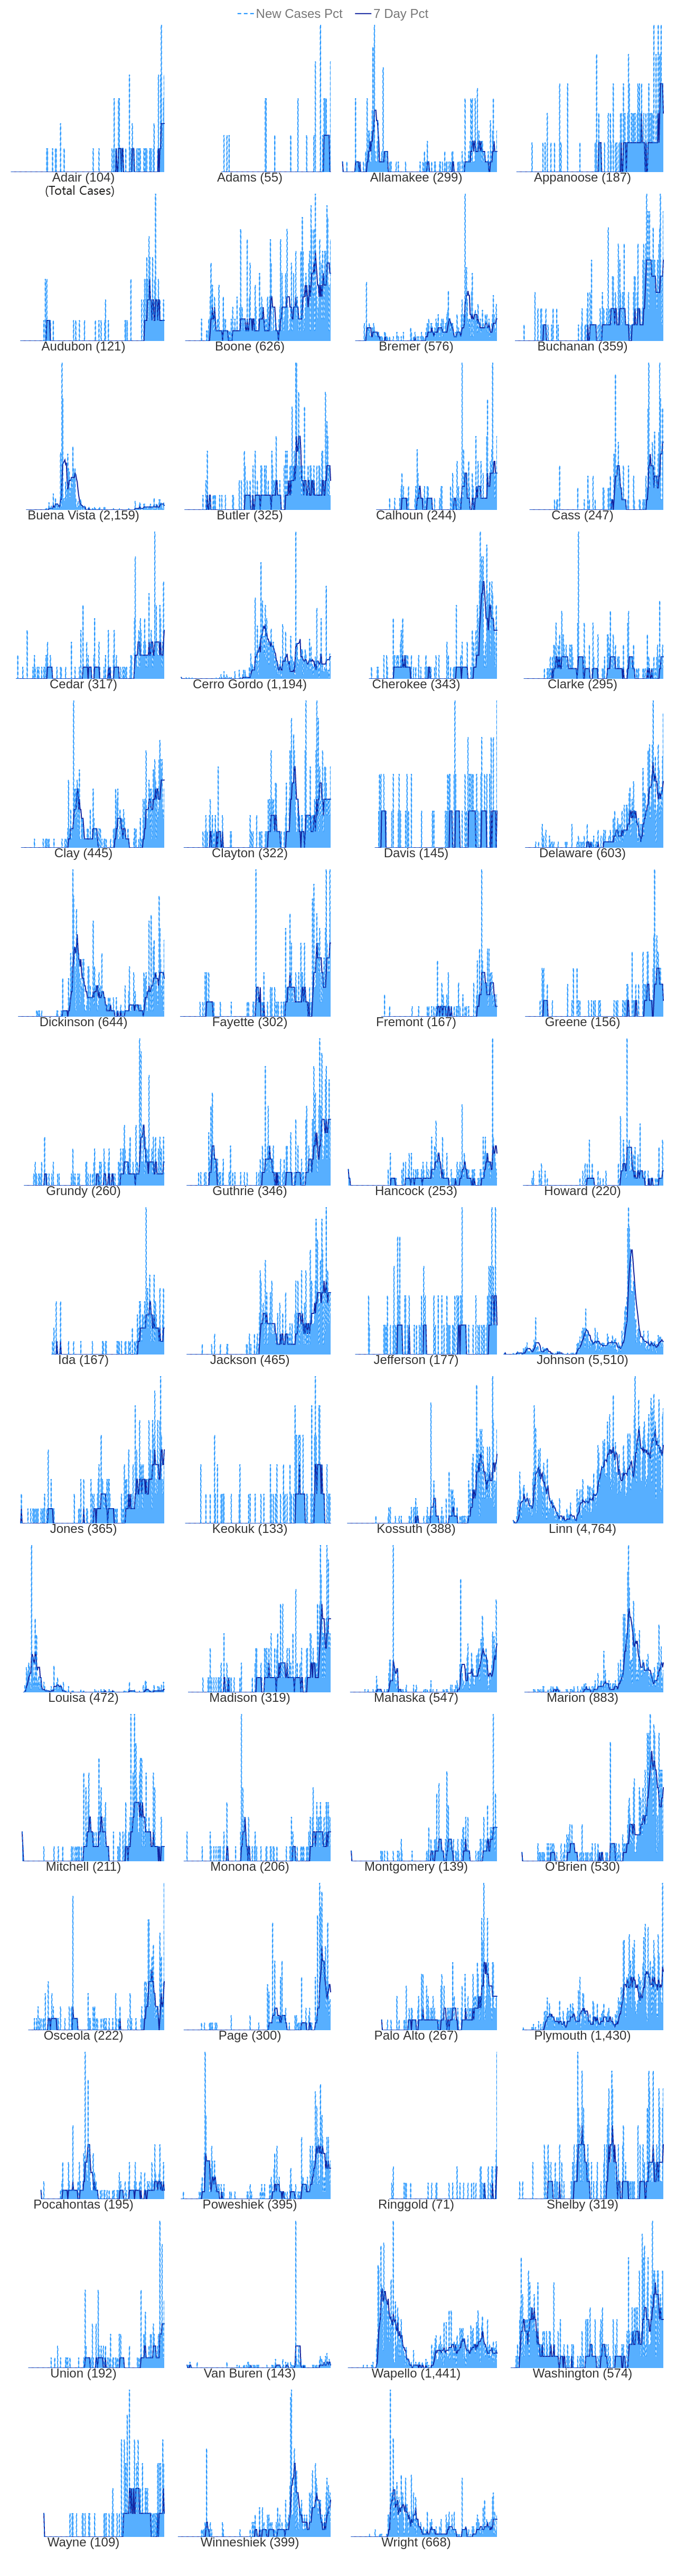 New Cases Pct 7 Day Pct
Adair (104) Adams (55) Allamakee (299) Appanoose (187)
(Total Cases)
Audubon (121) Boone (626) Bremer (576) Buchanan (359)
Buena Vista (2,159) Butler (325) Calhoun (244) Cass (247)
Cedar (317) Cerro Gordo (1,194) Cherokee (343) Clarke (295)
Clay (445) Clayton (322) Davis (145) Delaware (603)
Dickinson (644) Fayette (302) Fremont (167) Greene (156)
Grundy (260) Guthrie (346) Hancock (253) Howard (220)
Ida (167) Jackson (465) Jefferson (177) Johnson (5,510)
Jones (365) Keokuk (133) Kossuth (388) Linn (4,764)
Louisa (472) Madison (319) Mahaska (547) Marion (883)
Mitchell (211) Monona (206) Montgomery (139) O'Brien (530)
Osceola (222) Page (300) Palo Alto (267) Plymouth (1,430)
Pocahontas (195) Poweshiek (395) Ringgold (71) Shelby (319)
Union (192) Van Buren (143) Wapello (1,441) Washington (574)
Wayne (109) Winneshiek (399) Wright (668)